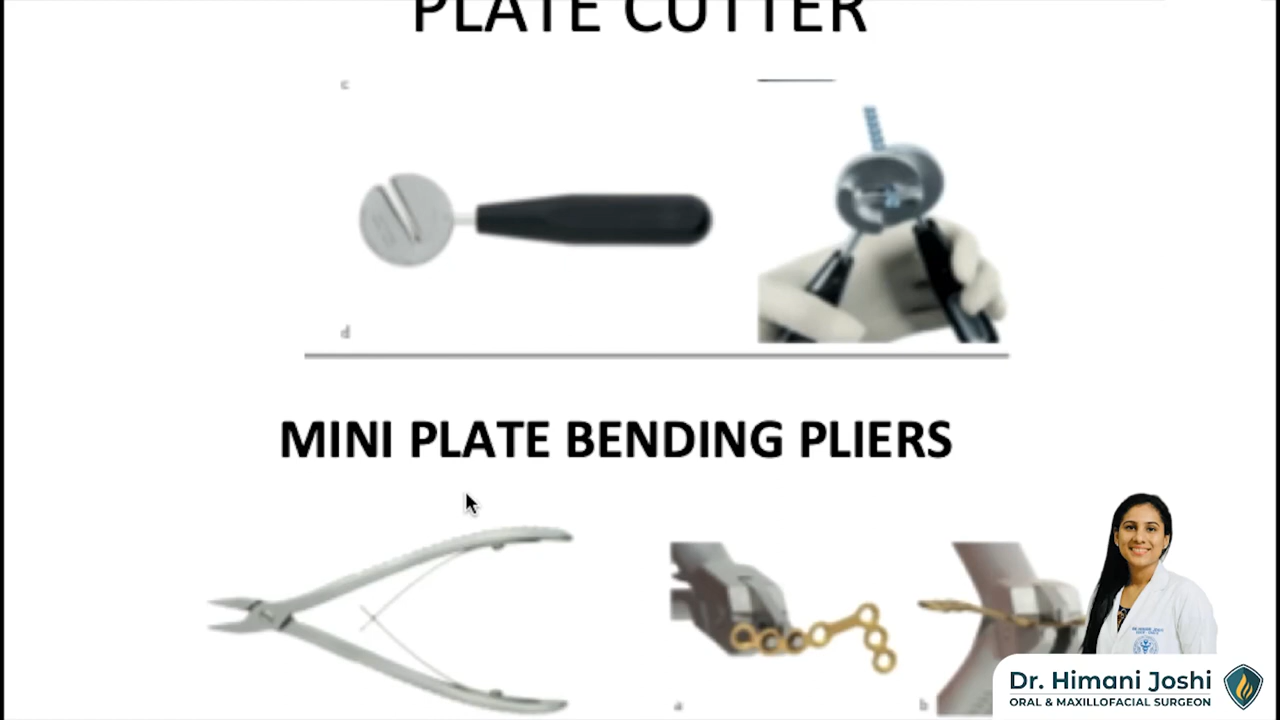 PLATE CUTTER
c
d
MINI PLATE BENDING PLIERS
a
b
Dr. Himani Joshi
ORAL & MAXILLOFACIAL SURGEON